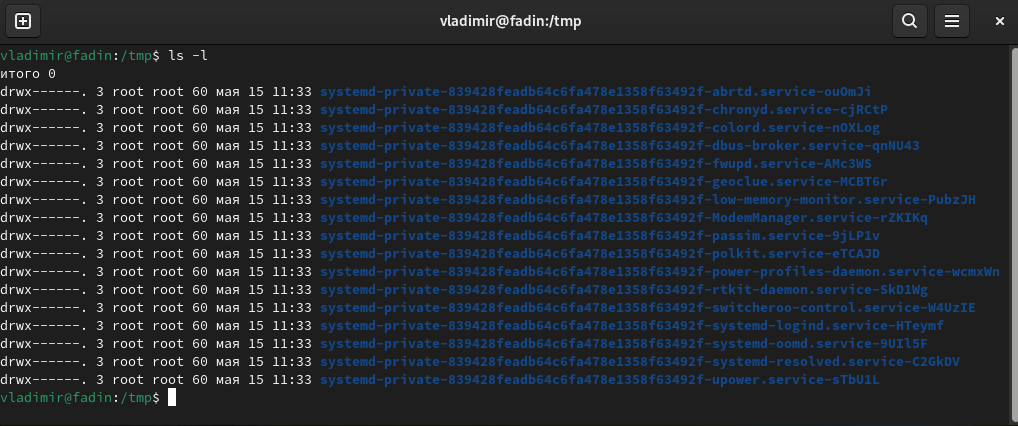 vladimir@fadin:/tmp
vladimir@fadin:/tmp$ ls -l
итого 0
drwx------. 3 root root 60 мая 15 11:33 systemd-private-839428feadb64c6fa478e1358f63492f-abrtd.service-ouOmJi
drwx------. 3 root root 60 мая 15 11:33 systemd-private-839428feadb64c6fa478e1358f63492f-chronyd.service-cjRCtP
drwx------. 3 root root 60 мая 15 11:33 systemd-private-839428feadb64c6fa478e1358f63492f-colord.service-nOXLog
drwx------. 3 root root 60 мая 15 11:33 systemd-private-839428feadb64c6fa478e1358f63492f-dbus-broker.service-qnNU43
drwx------. 3 root root 60 мая 15 11:33 systemd-private-839428feadb64c6fa478e1358f63492f-fwupd.service-AMc3WS
drwx------. 3 root root 60 мая 15 11:33 systemd-private-839428feadb64c6fa478e1358f63492f-geoclue.service-MCBT6r
drwx------. 3 root root 60 мая 15 11:33 systemd-private-839428feadb64c6fa478e1358f63492f-low-memory-monitor.service-PubzJH
drwx------. 3 root root 60 мая 15 11:33 systemd-private-839428feadb64c6fa478e1358f63492f-ModemManager.service-rZKIKq
drwx------. 3 root root 60 мая 15 11:33 systemd-private-839428feadb64c6fa478e1358f63492f-passim.service-9jLP1v
drwx------. 3 root root 60 мая 15 11:33 systemd-private-839428feadb64c6fa478e1358f63492f-polkit.service-eTCAJD
drwx------. 3 root root 60 мая 15 11:33 systemd-private-839428feadb64c6fa478e1358f63492f-power-profiles-daemon.service-wcmxWn
drwx------. 3 root root 60 мая 15 11:33 systemd-private-839428feadb64c6fa478e1358f63492f-rtkit-daemon.service-SkD1Wg
drwx------. 3 root root 60 мая 15 11:33 systemd-private-839428feadb64c6fa478e1358f63492f-switcheroo-control.service-W4UzIE
drwx------. 3 root root 60 мая 15 11:33 systemd-private-839428feadb64c6fa478e1358f63492f-systemd-logind.service-HTeymf
drwx------. 3 root root 60 мая 15 11:33 systemd-private-839428feadb64c6fa478e1358f63492f-systemd-oomd.service-9UIl5F
drwx------. 3 root root 60 мая 15 11:33 systemd-private-839428feadb64c6fa478e1358f63492f-systemd-resolved.service-C2GkDV
drwx------. 3 root root 60 мая 15 11:33 systemd-private-839428feadb64c6fa478e1358f63492f-upower.service-sTbU1L
vladimir@fadin:/tmp$